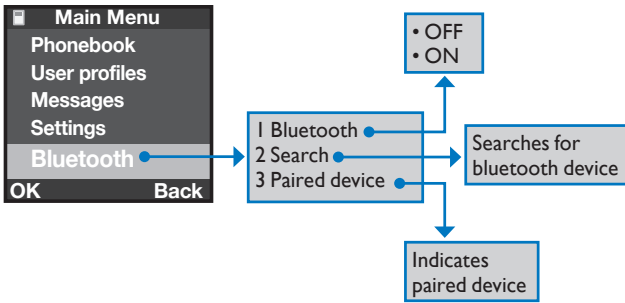 Main Menu
Phonebook
User profiles
Messages
Settings
Bluetooth
OK Back
1 Bluetooth
2 Search
3 Paired device
• OFF
• ON
Searches for
bluetooth device
Indicates
paired device